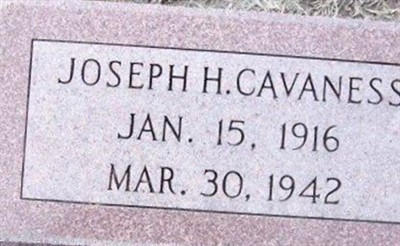 JOSEPH H. CAVANESS
JAN. 15, 1916
MAR. 30, 1942